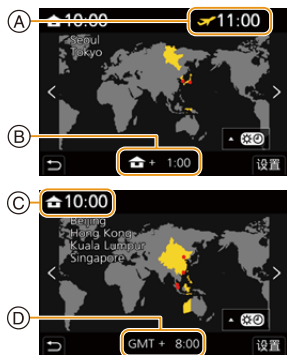 A
10:00
11:00
Seoul
Tokyo
B
+ 1:00
设置
C
10:00
Beijing
Hong Kong
Kuala Lumpur
Singapore
D
GMT + 8:00
设置